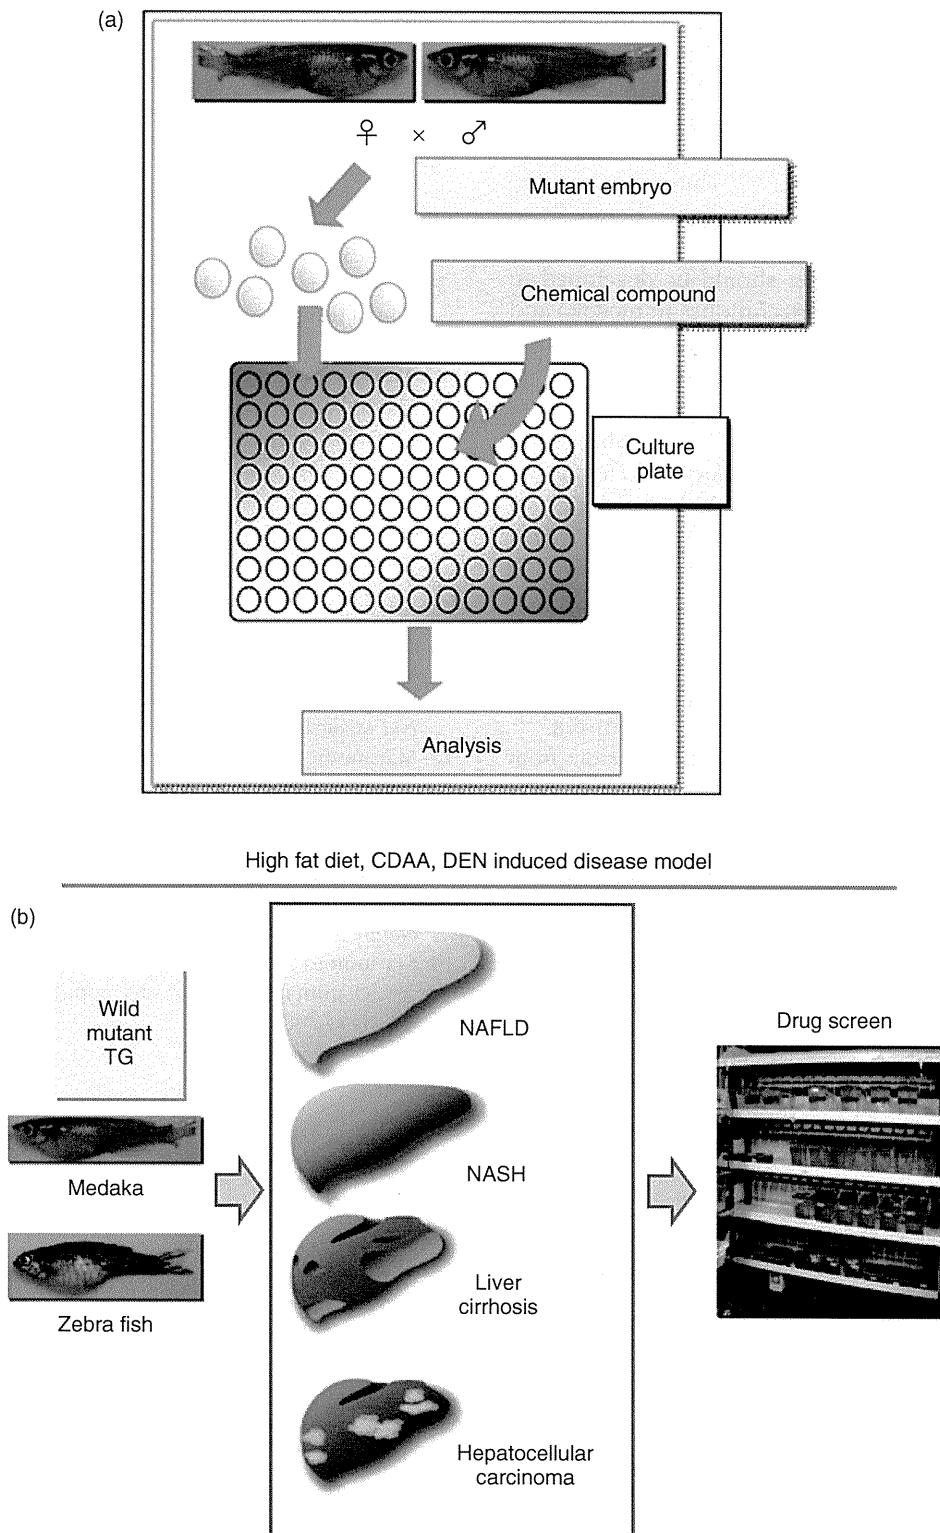 (a)
♀ × ♂
Mutant embryo
Chemical compound
Culture
plate
Analysis
High fat diet, CDAA, DEN induced disease model
(b)
Wild
mutant
TG
Medaka
Zebra fish
NAFLD
NASH
Liver
cirrhosis
Hepatocellular
carcinoma
Drug screen